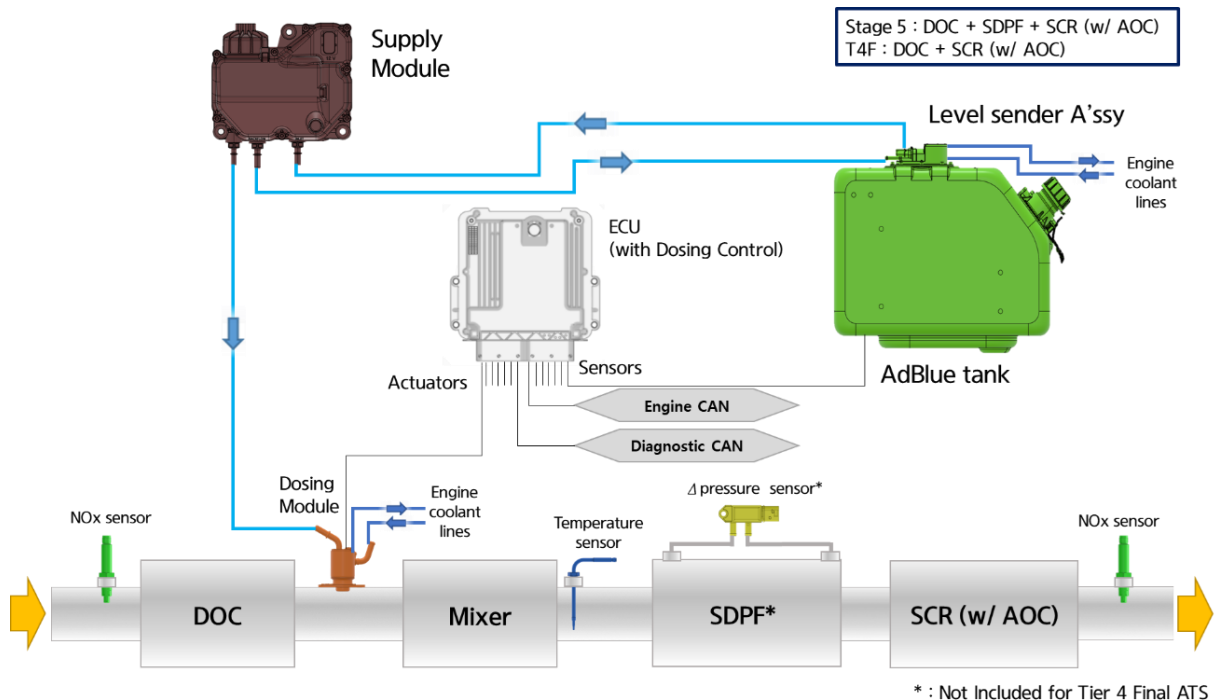 Stage 5 : DOC + SDPF + SCR (w/ AOC)
T4F : DOC + SCR (w/ AOC)
Supply
Module
Level sender A'ssy
Engine
coolant
lines
ECU
(with Dosing Control)
Actuators
Sensors
AdBlue tank
Engine CAN
Diagnostic CAN
Dosing
Module
Engine
coolant
lines
Δ pressure sensor*
NOx sensor
Temperature
sensor
NOx sensor
DOC
Mixer
SDPF*
SCR (w/ AOC)
* : Not Included for Tier 4 Final ATS